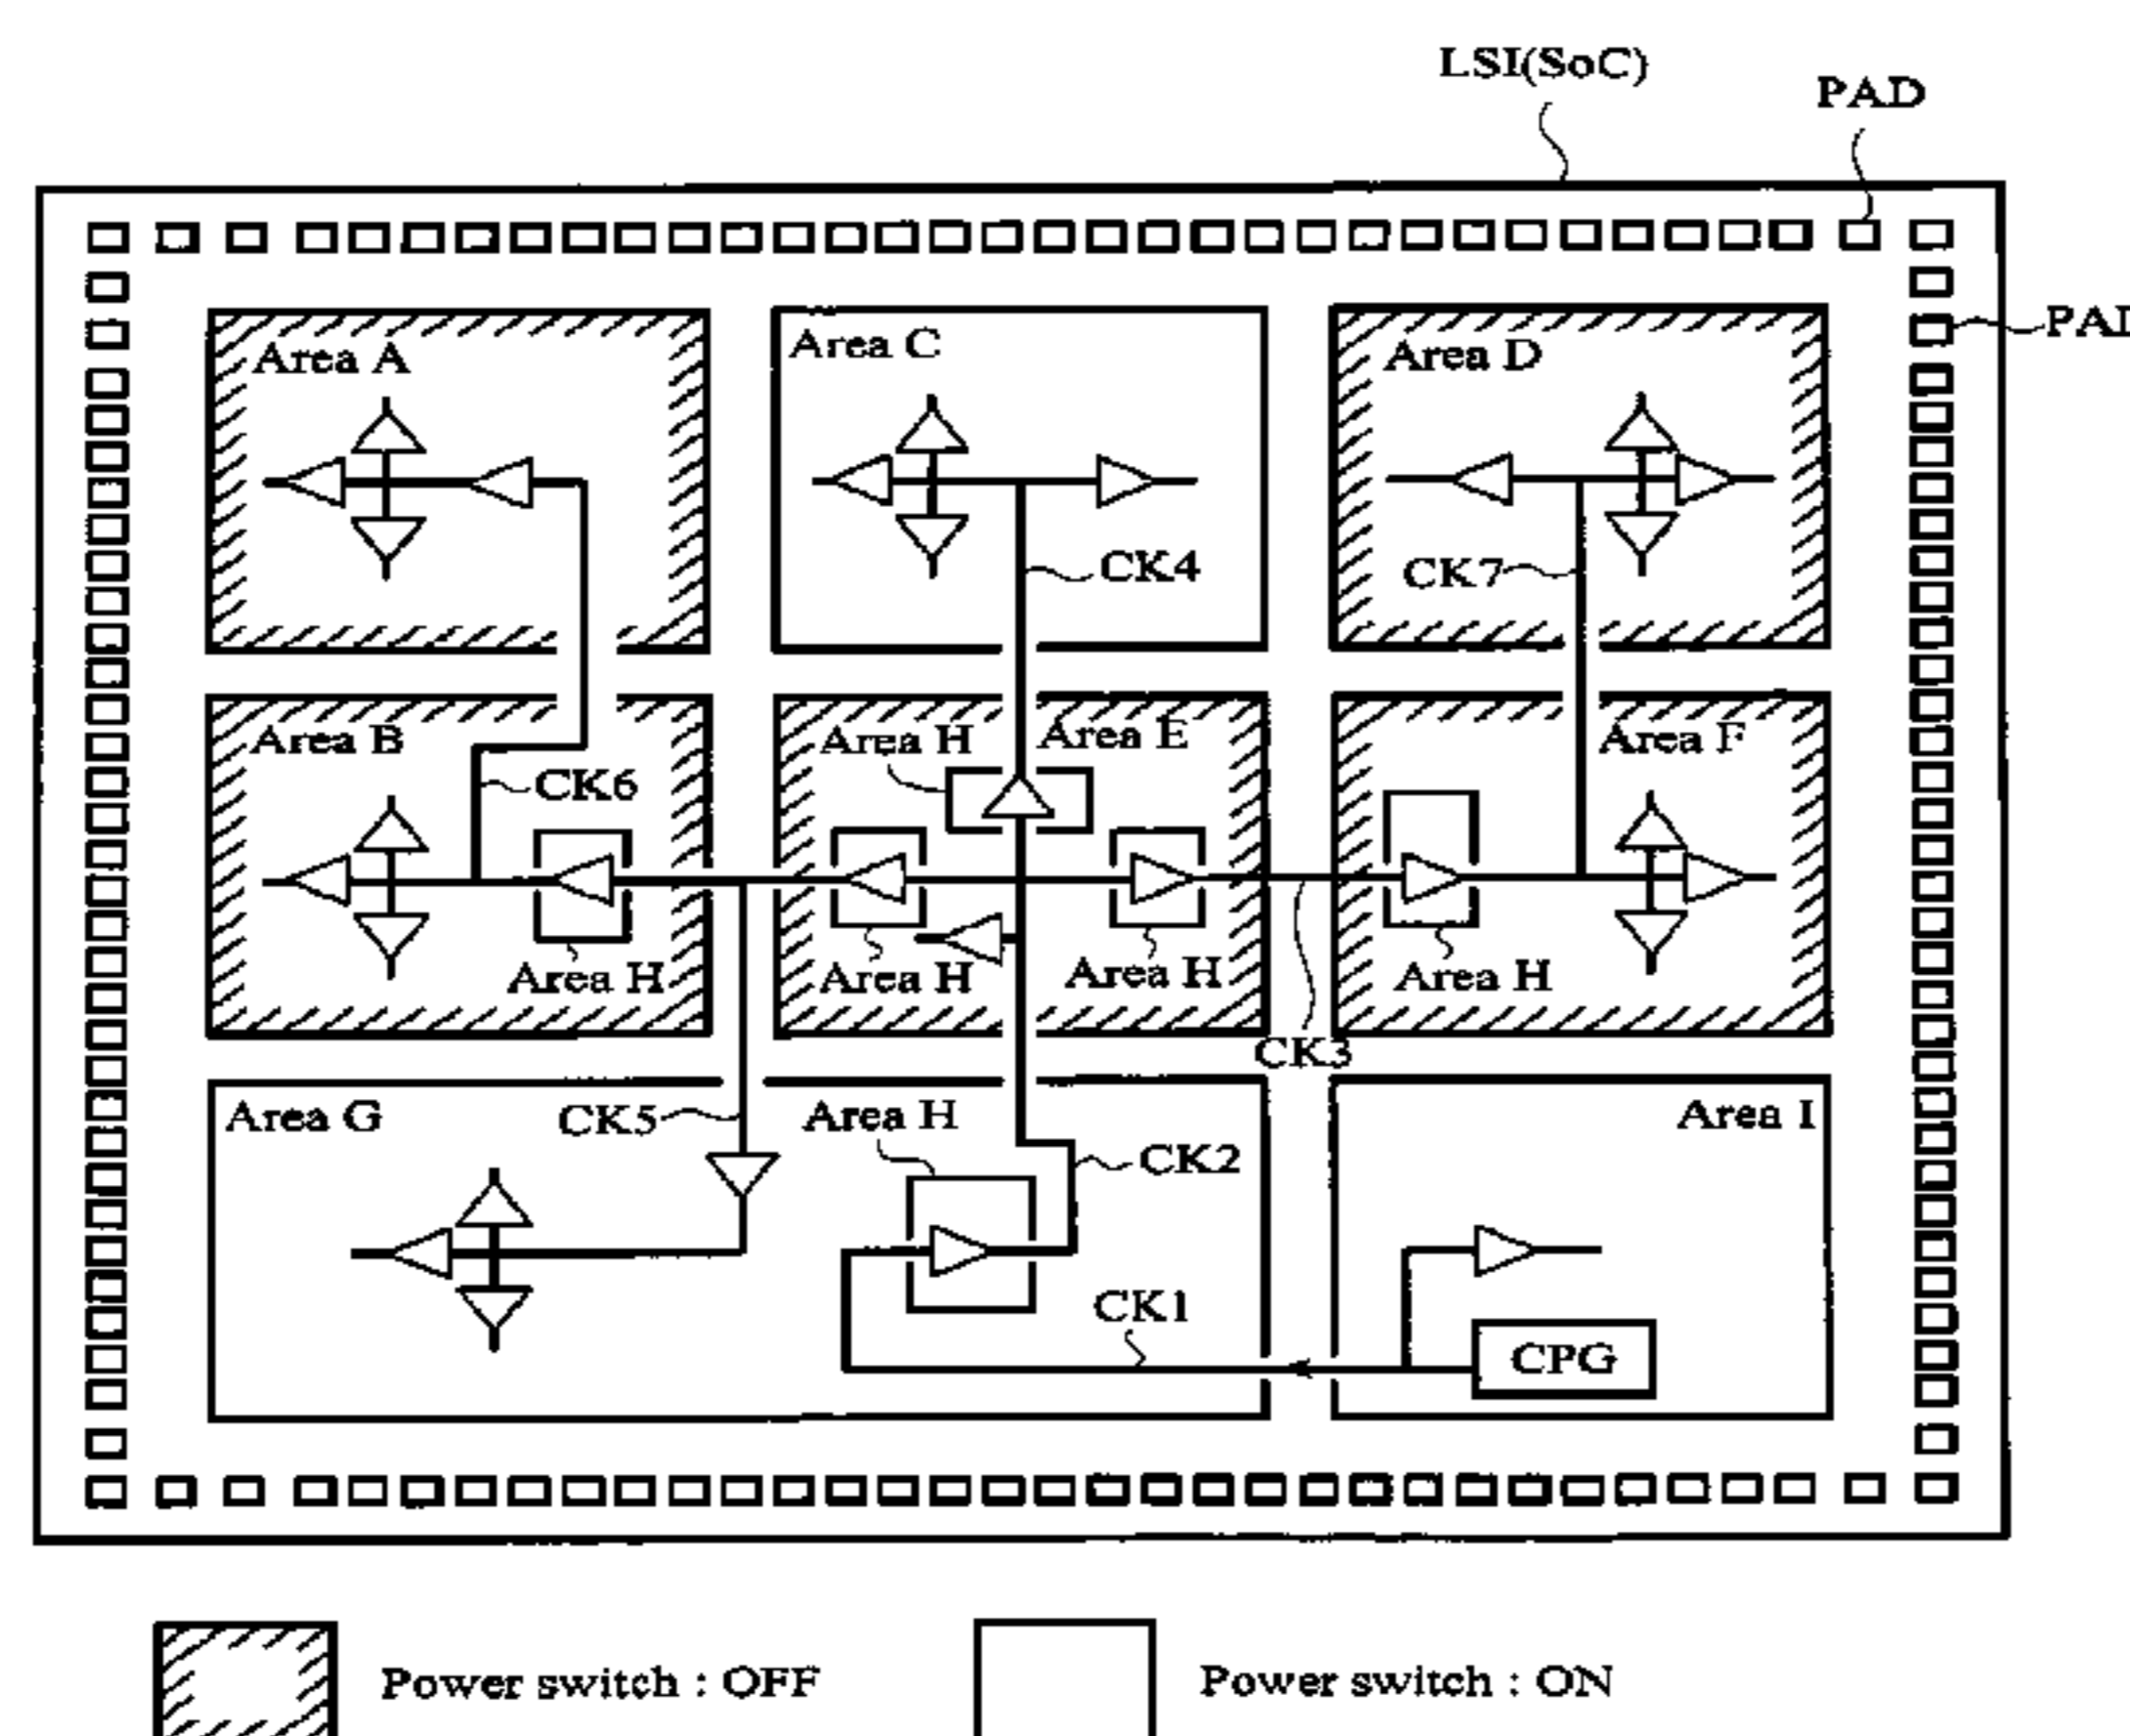 LSI(SoC)
PAD
PAD
Area A
Area C
Area D
CK4
CK7
Area B
Area H
Area E
Area F
CK6
Area H
Area H
Area H
Area H
CK3
Area G
CK5
Area H
CK2
Area I
CK1
CPG
Power switch : OFF
Power switch : ON